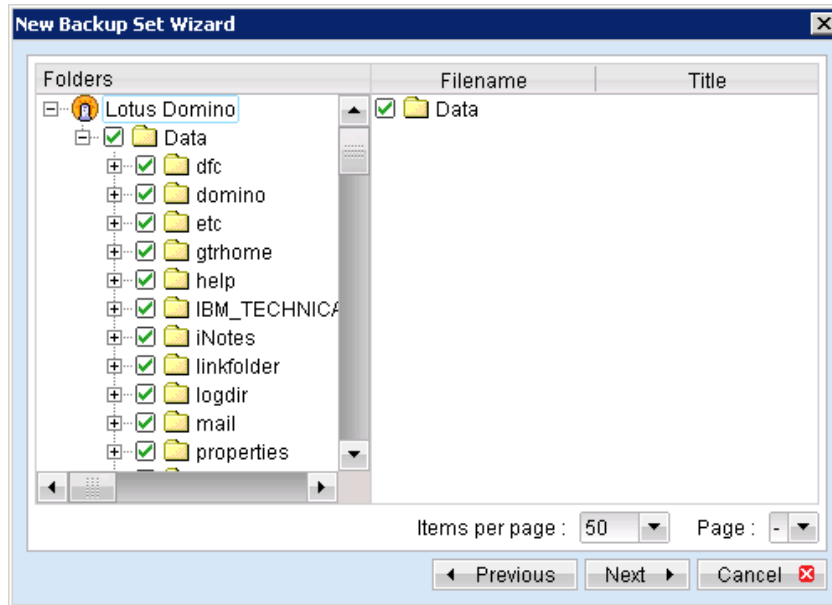 New Backup Set Wizard
Folders Filename Title
Lotus Domino Data
Data
dfc
domino
etc
gtrhome
help
IBM_TECHNICA
iNotes
linkfolder
logdir
mail
properties
Items per page : 50 Page : -
Previous Next Cancel